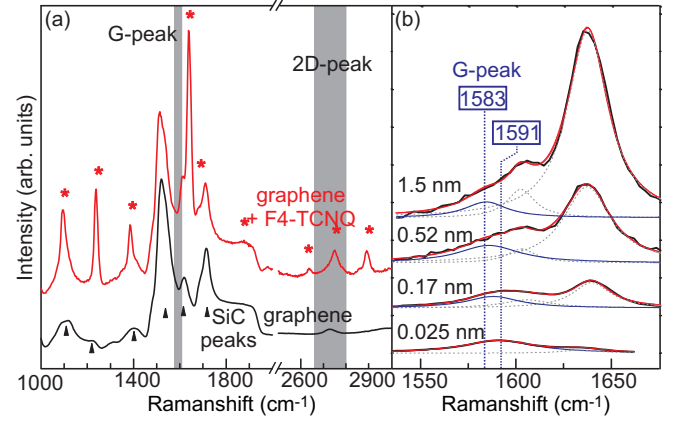 (a)
G-peak
2D-peak
Intensity (arb. units)
*
*
*
*
*
*
*
*
graphene
+ F4-TCNQ
graphene
SiC
peaks
1000
1400
1800
2600
2900
Ramanshift (cm-1)
(b)
G-peak
1583
1591
1.5 nm
0.52 nm
0.17 nm
0.025 nm
1550
1600
1650
Ramanshift (cm-1)